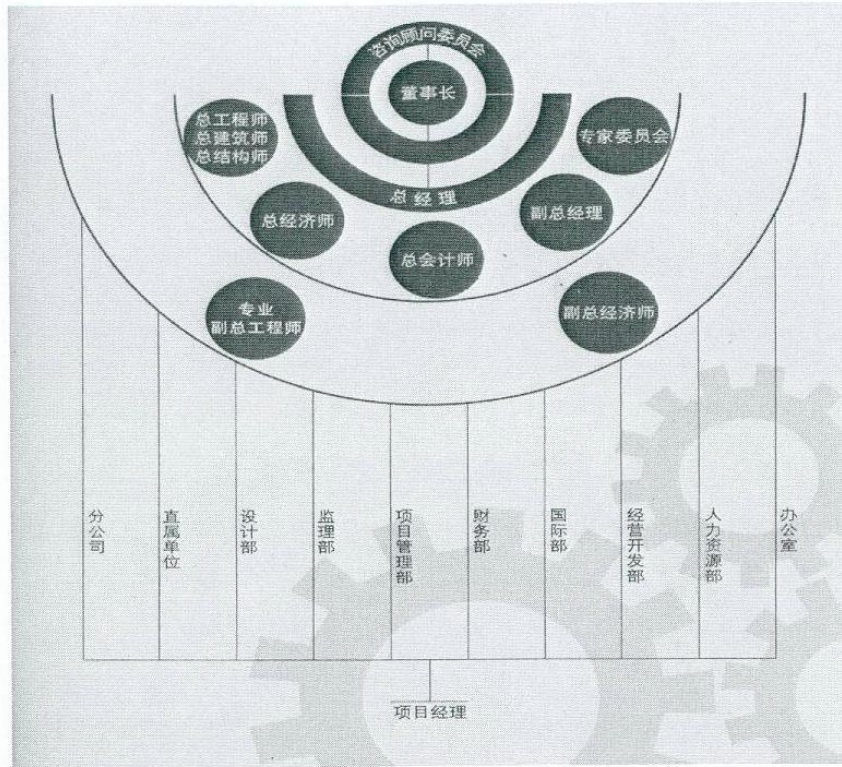 咨询顾问委员会
董事长
总工程师
总建筑师
总结构师
专家委员会
总经理
总经济师
副总经理
总会计师
专业
副总工程师
副总经济师
分公司
直属单位
设计部
监理部
项目管理部
财务部
国际部
经营开发部
人力资源部
办公室
项目经理